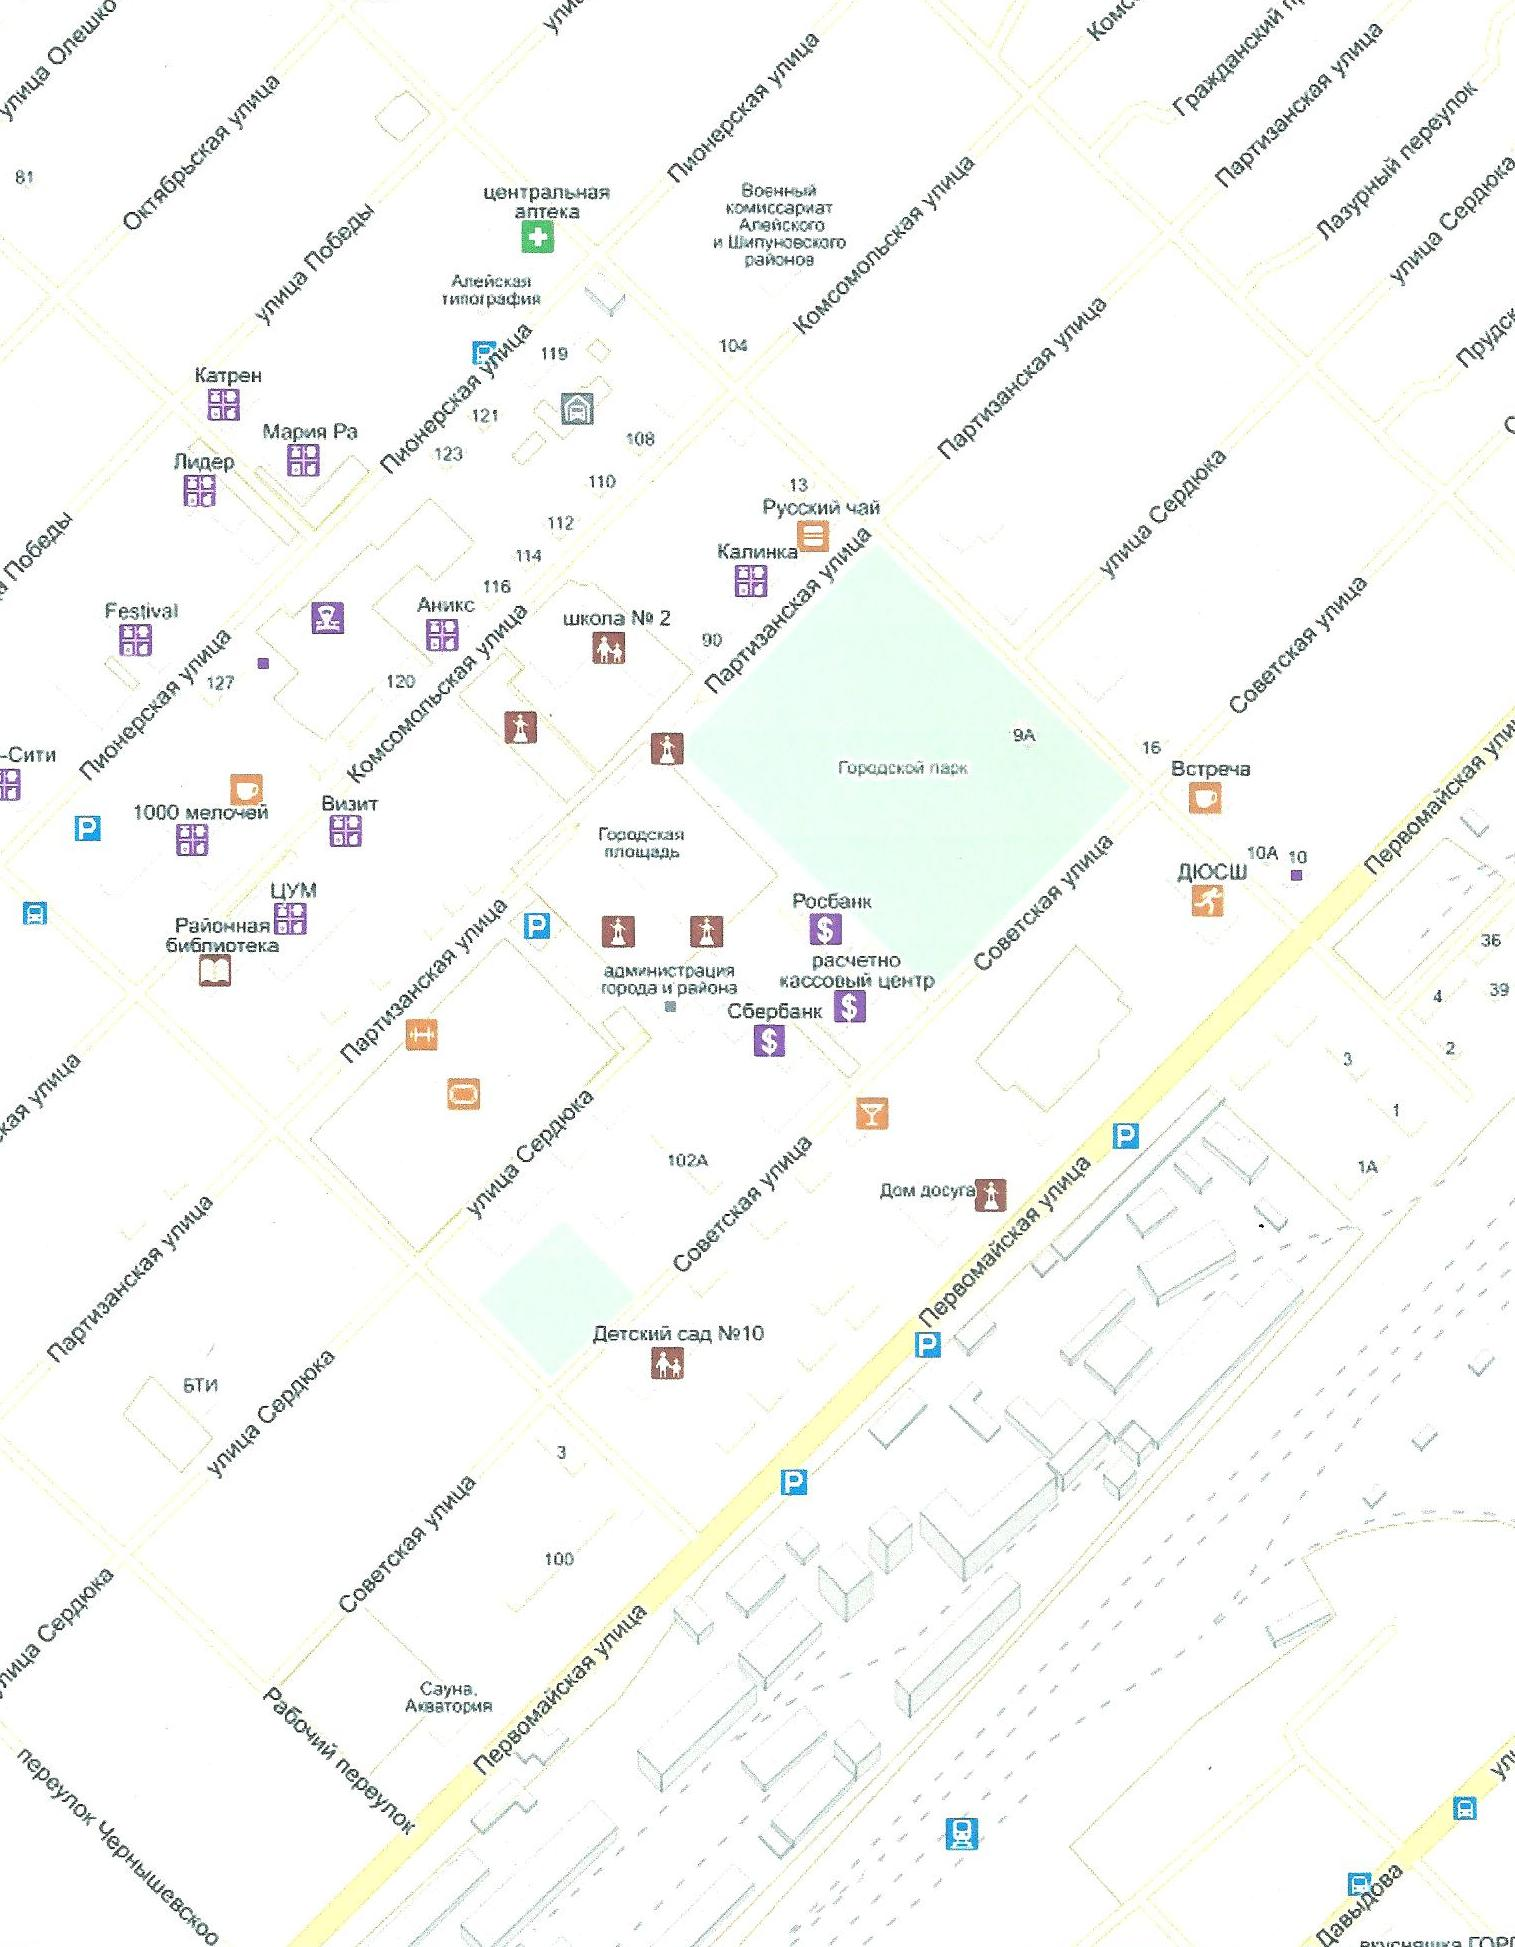 улица Олешко
Октябрьская улица
81
улица Победы
Пионерская улица
Гражданский
Партизанская улица
Лазурный переулок
улица Сердюка
центральная
аптека
Военный
комиссариат
Алейского
и Шипуновского
районов
Комсомольская улица
Алейская
типография
Пионерская улица
119
104
Партизанская улица
Катрен
121
123
108
Мария Ра
Лидер
110
13
Русский чай
112
Калинка
114
улица Сердюка
116
Победы
Аникс
Festival
школа № 2
90
Партизанская улица
Советская улица
127
120
Пионерская улица
Комсомольская улица
9А
16
-Сити
Городской парк
Встреча
1000 мелочей
Визит
Городская
площадь
Первомайская
10А
10
ДЮСШ
ЦУМ
Росбанк
Районная
библиотека
Советская улица
Партизанская улица
36
расчетно
кассовый центр
администрация
города и района
39
4
Сбербанк
2
3
1
улица Сердюка
102А
1А
Советская улица
Дом досуга
Первомайская улица
Партизанская улица
Детский сад №10
БТИ
улица Сердюка
3
Советская улица
100
улица Сердюка
Рабочий переулок
Сауна,
Акватория
Первомайская улица
переулок Чернышевског
Давыдова
вкусняшка ГОР